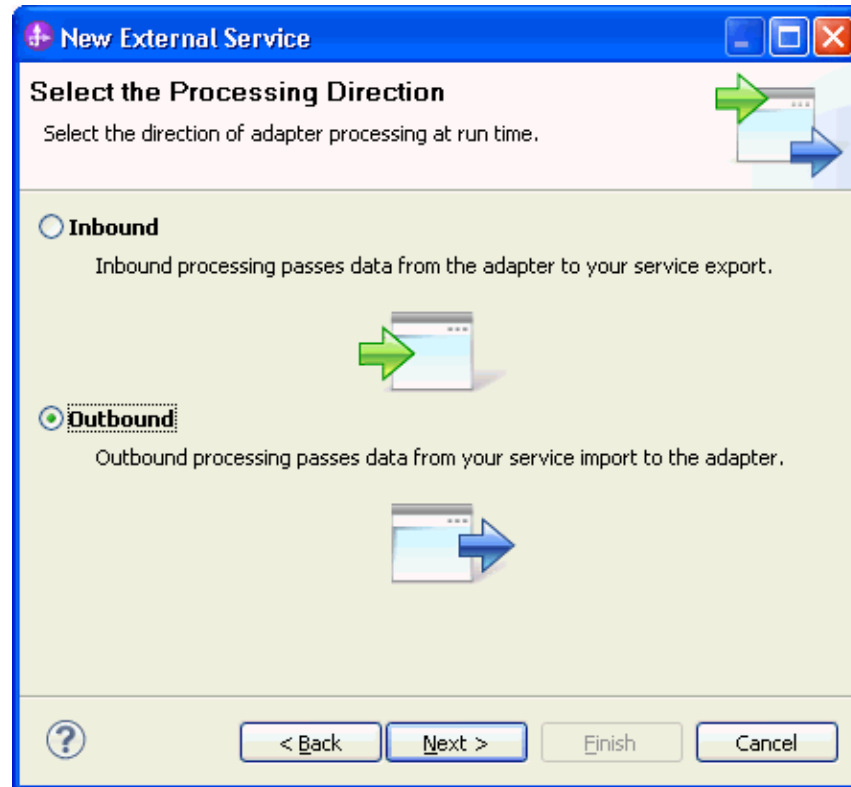 New External Service
Select the Processing Direction
Select the direction of adapter processing at run time.
Inbound
Inbound processing passes data from the adapter to your service export.
Outbound
Outbound processing passes data from your service import to the adapter.
?
< Back
Next >
Finish
Cancel